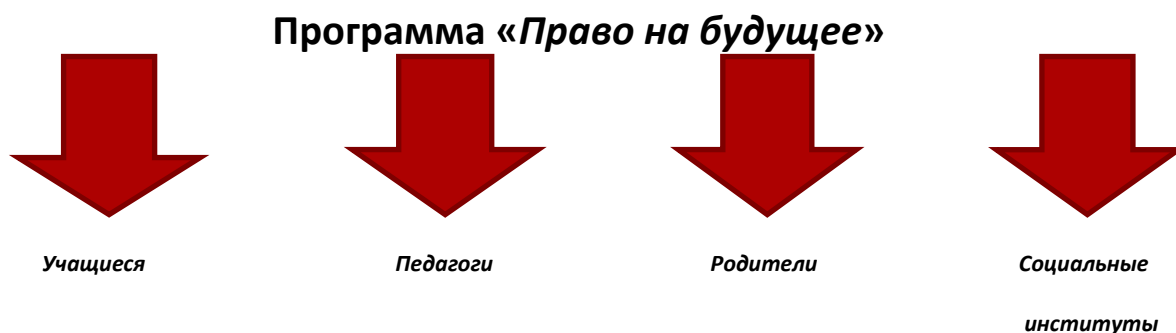 Программа «Право на будущее»
Учащиеся Педагоги Родители Социальные
институты